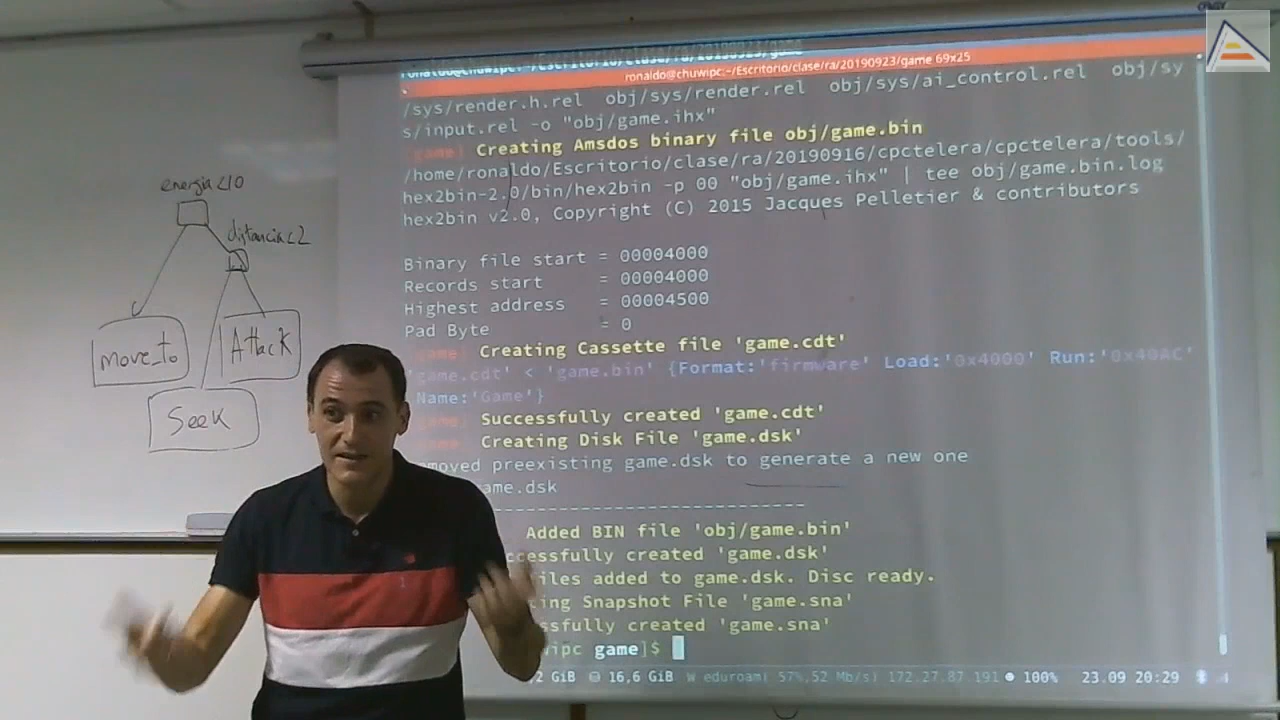 energia<10
distancia<2
move_to
Attack
Seek
ronaldo@chuwipc:~/Escritorio/clase/ra/20190923/game
ronaldo@chuwipc:~/Escritorio/clase/ra/20190923/game 69x25
/sys/render.h.rel obj/sys/render.rel obj/sys/ai_control.rel obj/sy
s/input.rel -o "obj/game.ihx"
[game] Creating Amsdos binary file obj/game.bin
/home/ronaldo/Escritorio/clase/ra/20190916/cpctelera/cpctelera/tools/
hex2bin-2.0/bin/hex2bin -p 00 "obj/game.ihx" | tee obj/game.bin.log
hex2bin v2.0, Copyright (C) 2015 Jacques Pelletier & contributors
Binary file start = 00004000
Records start = 00004000
Highest address = 00004500
Pad Byte = 0
[game] Creating Cassette file 'game.cdt'
'game.cdt' < 'game.bin' {Format:'firmware' Load:'0x4000' Run:'0x40AC'
Name:'Game'}
Successfully created 'game.cdt'
Creating Disk File 'game.dsk'
moved preexisting game.dsk to generate a new one
ame.dsk
------------------------------
Added BIN file 'obj/game.bin'
ccessfully created 'game.dsk'
iles added to game.dsk. Disc ready.
ting Snapshot File 'game.sna'
ssfully created 'game.sna'
ipc game]$
2 GiB 16,6 GiB W eduroam( 57%,52 Mb/s) 172.27.87.191 100% 23.09 20:29